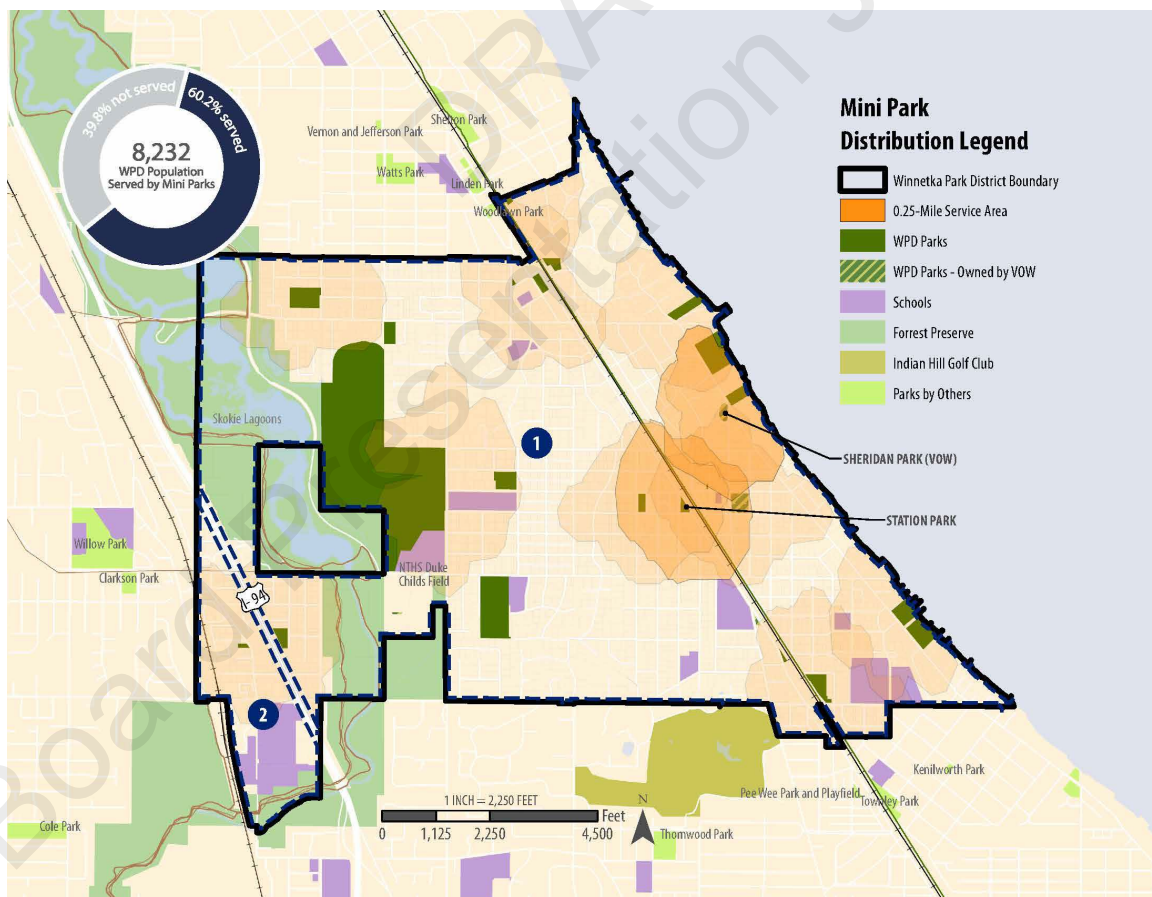 39.8% not served
60.2% served
8,232
WPD Population
Served by Mini Parks
Vernon and Jefferson Park
Shelton Park
Watts Park
Linden Park
Woodlawn Park
Mini Park
Distribution Legend
Winnetka Park District Boundary
0.25-Mile Service Area
WPD Parks
WPD Parks - Owned by VOW
Schools
Forrest Preserve
Indian Hill Golf Club
Parks by Others
Skokie Lagoons
1
SHERIDAN PARK (VOW)
STATION PARK
Willow Park
Clarkson Park
NTHS Duke
Childs Field
I-94
2
Kenilworth Park
Pee Wee Park and Playfield
Townley Park
Cole Park
1 INCH = 2,250 FEET
Feet
0
1,125
2,250
4,500
N
Thornwood Park
Board Presentation
DRA